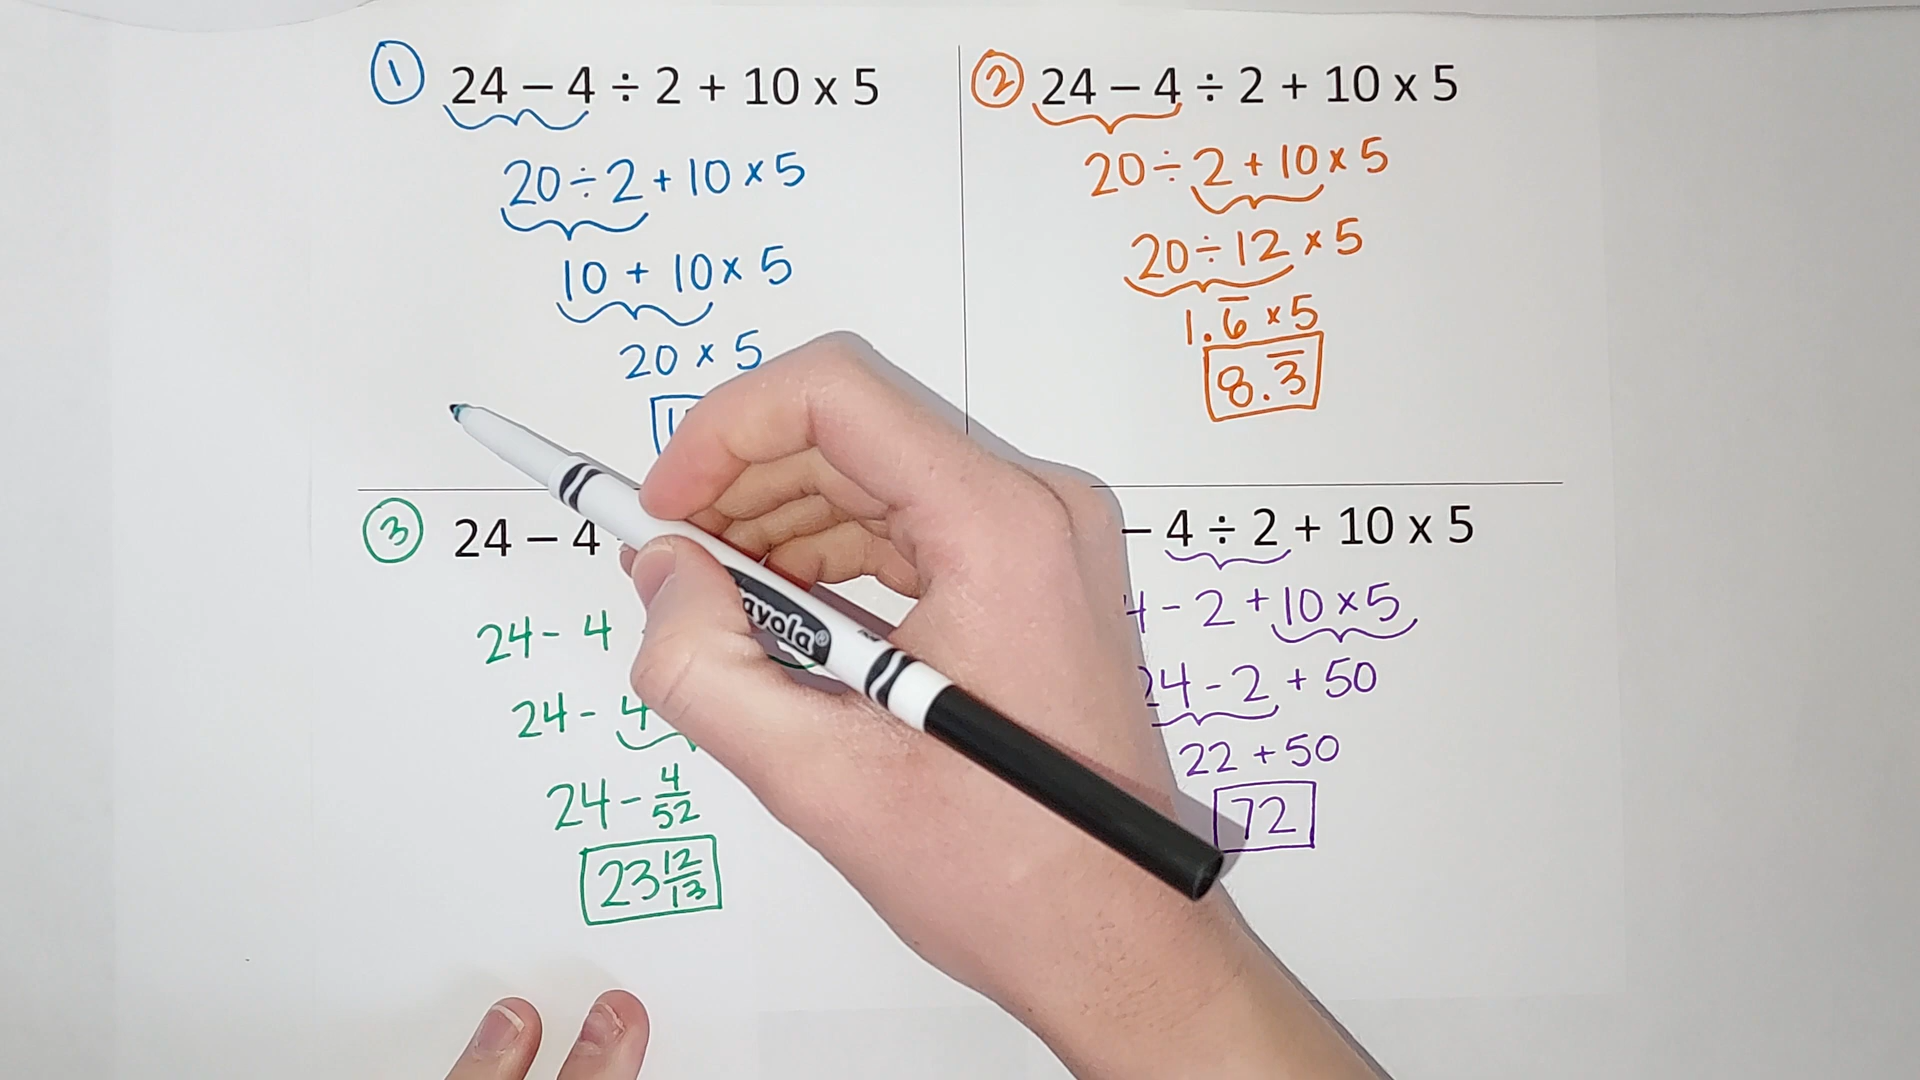 1 24 – 4 ÷ 2 + 10 x 5
20 ÷ 2 + 10 x 5
10 + 10 x 5
20 x 5
2 24 – 4 ÷ 2 + 10 x 5
20 ÷ 2 + 10 x 5
20 ÷ 12 x 5
1.6̅ x 5
8.3̅
3 24 – 4
24 - 4
24 - 4
24 - 4/52
23 12/13
– 4 ÷ 2 + 10 x 5
4 - 2 + 10 x 5
24 - 2 + 50
22 + 50
72
ayola®